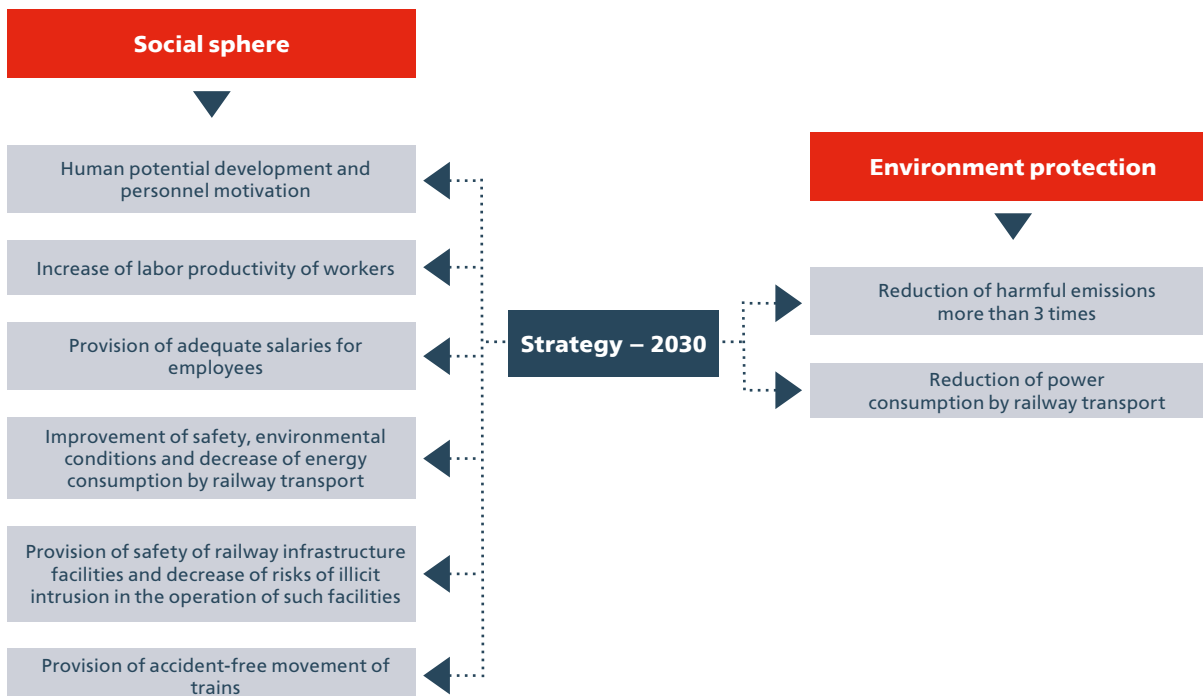 Social sphere
Human potential development and
personnel motivation
Increase of labor productivity of workers
Provision of adequate salaries for
employees
Improvement of safety, environmental
conditions and decrease of energy
consumption by railway transport
Provision of safety of railway infrastructure
facilities and decrease of risks of illicit
intrusion in the operation of such facilities
Provision of accident-free movement of
trains
Strategy – 2030
Environment protection
Reduction of harmful emissions
more than 3 times
Reduction of power
consumption by railway transport